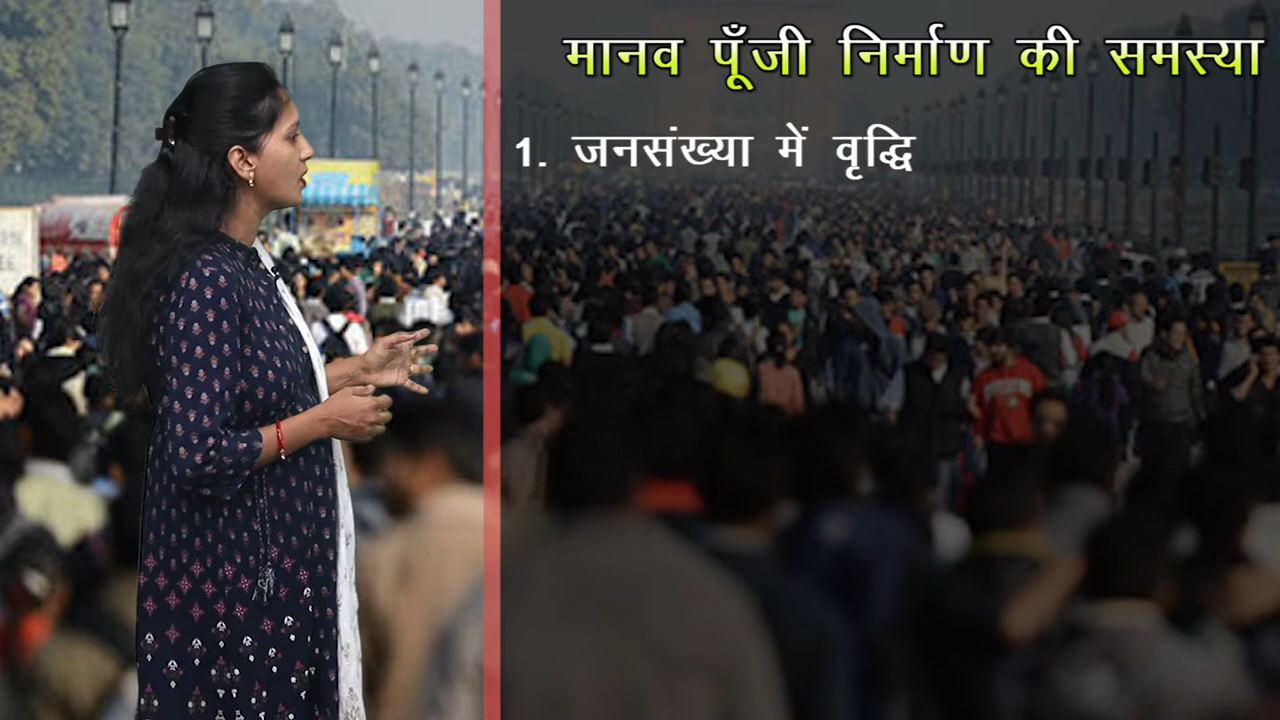 मानव पूँजी निर्माण की समस्या
1. जनसंख्या में वृद्धि